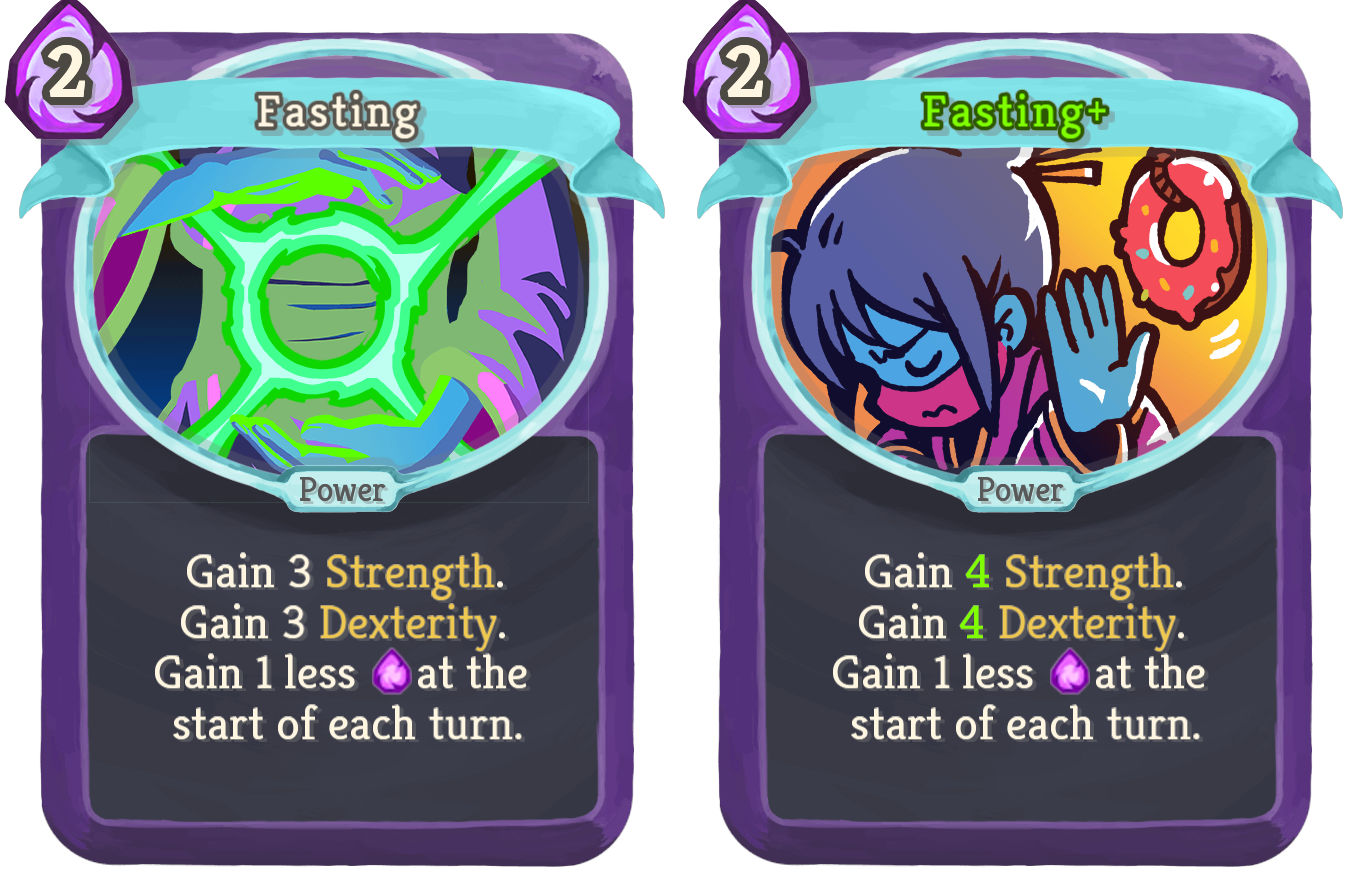 2
Fasting
Power
Gain 3 Strength.
Gain 3 Dexterity.
Gain 1 less at the
start of each turn.
2
Fasting+
Power
Gain 4 Strength.
Gain 4 Dexterity.
Gain 1 less at the
start of each turn.